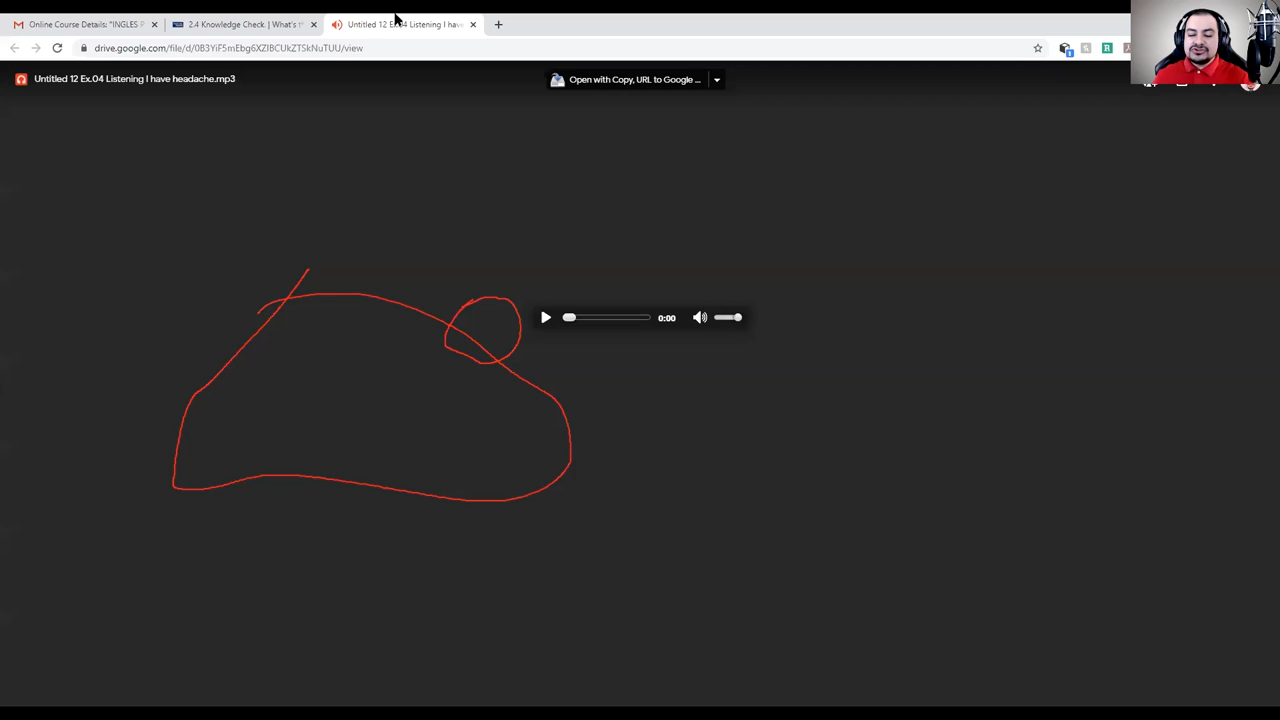 Online Course Details: "INGLES P
2.4 Knowledge Check. | What's t
Untitled 12 Ex.04 Listening I hav
drive.google.com/file/d/0B3YiF5mEbg6XZlBCUkZTSkNuTUU/view
Untitled 12 Ex.04 Listening I have headache.mp3
Open with Copy, URL to Google ...
0:00